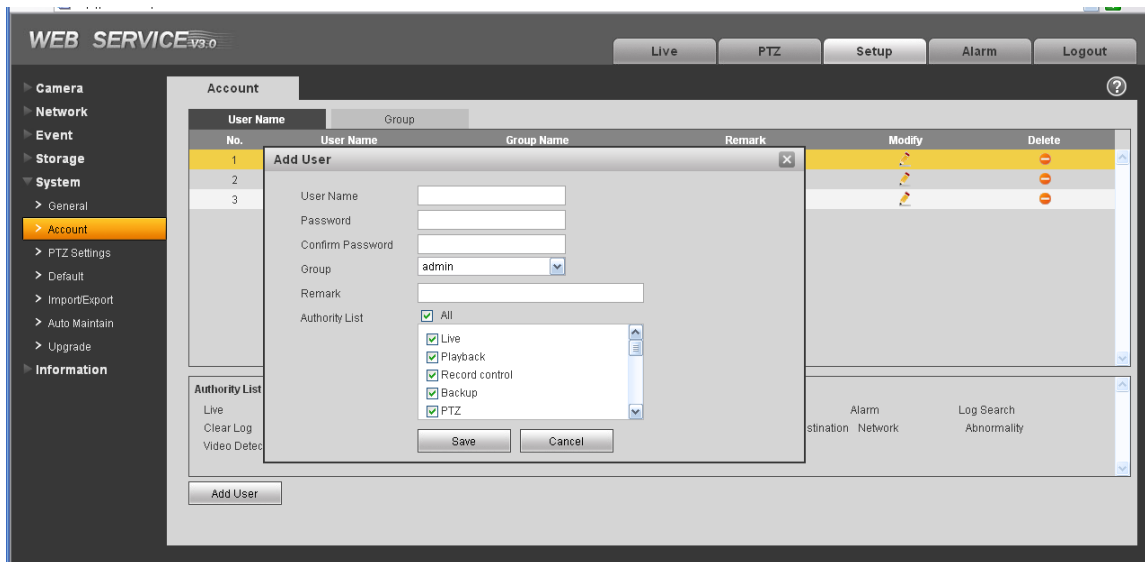 WEB SERVICE V3.0
Live PTZ Setup Alarm Logout
Camera
Network
Event
Storage
System
> General
> Account
> PTZ Settings
> Default
> Import/Export
> Auto Maintain
> Upgrade
Information
Account
?
User Name Group
No. User Name Group Name Remark Modify Delete
1
2
3
Add User
User Name
Password
Confirm Password
Group admin
Remark
Authority List All
Live
Playback
Record control
Backup
PTZ
Save Cancel
Authority List
Live Alarm Log Search
Clear Log stination Network Abnormality
Video Detec
Add User